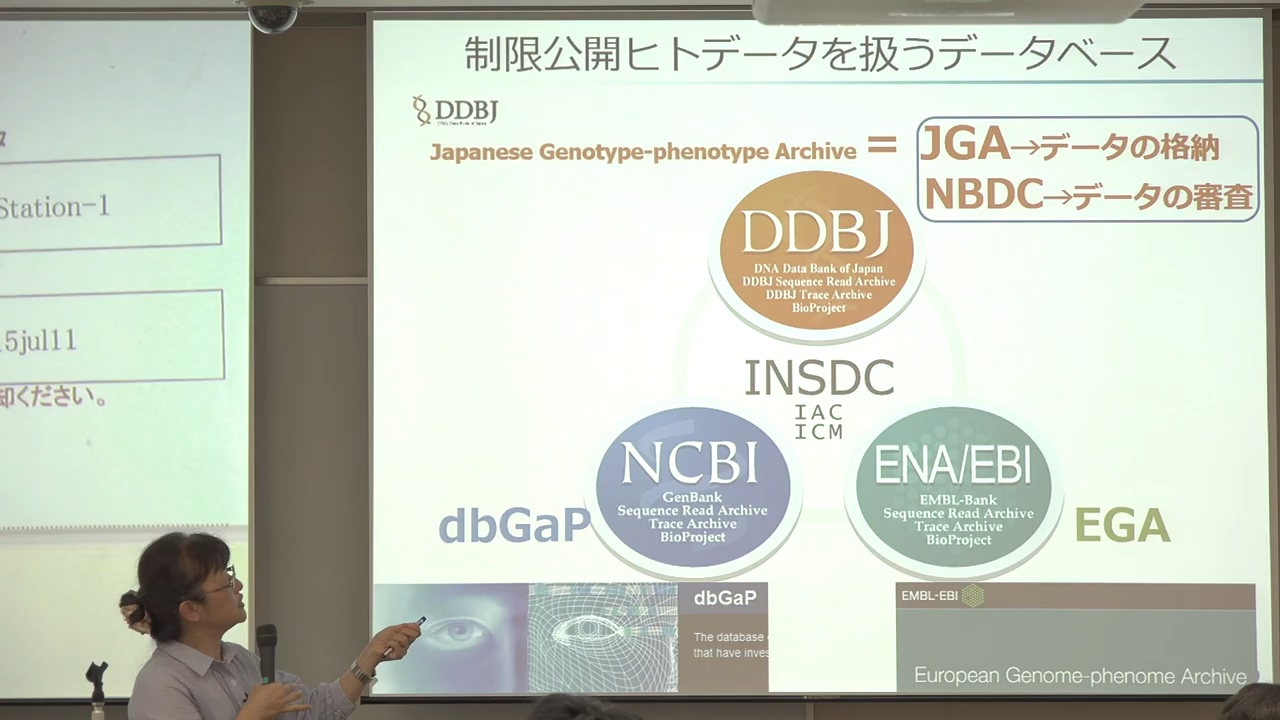 Station-1
5jul11
却ください。
制限公開ヒトデータを扱うデータベース
DDBJ
Japanese Genotype-phenotype Archive =
JGA→データの格納
NBDC→データの審査
DDBJ
DNA Data Bank of Japan
DDBJ Sequence Read Archive
DDBJ Trace Archive
BioProject
INSDC
IAC
ICM
NCBI
GenBank
Sequence Read Archive
Trace Archive
BioProject
ENA/EBI
EMBL-Bank
Sequence Read Archive
Trace Archive
BioProject
dbGaP
EGA
dbGaP
The database
that have inves
EMBL-EBI
European Genome-phenome Archive